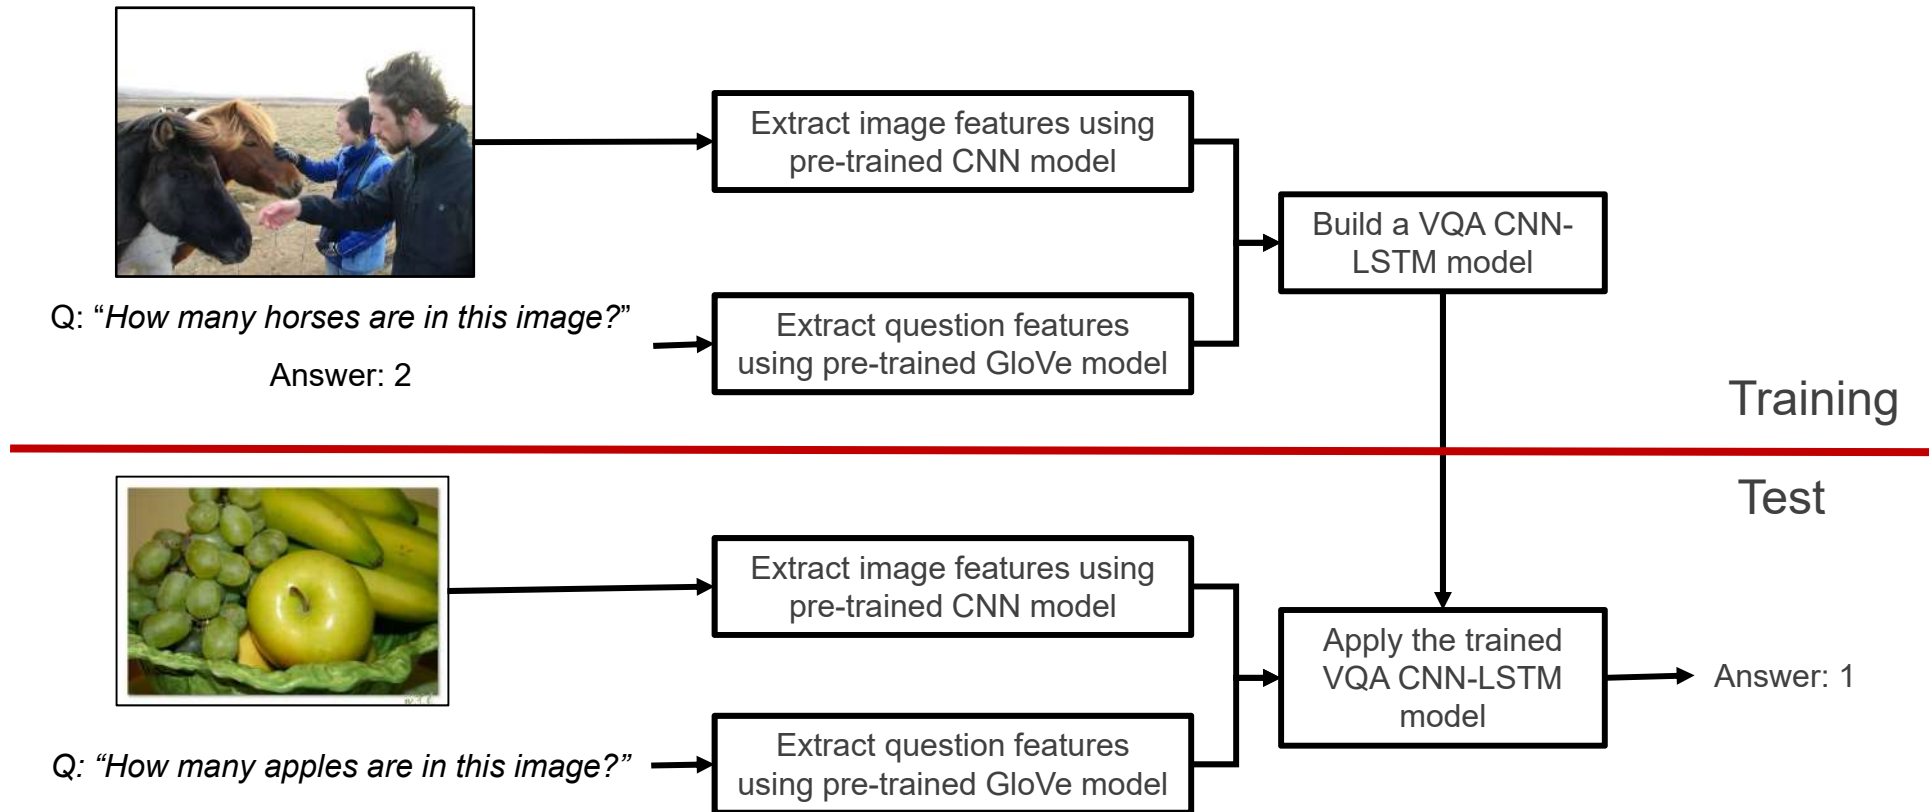 Extract image features using
pre-trained CNN model
Build a VQA CNN-
LSTM model
Q: “How many horses are in this image?”
Answer: 2
Extract question features
using pre-trained GloVe model
Training
Test
Extract image features using
pre-trained CNN model
Apply the trained
VQA CNN-LSTM
model
Answer: 1
Q: “How many apples are in this image?”
Extract question features
using pre-trained GloVe model